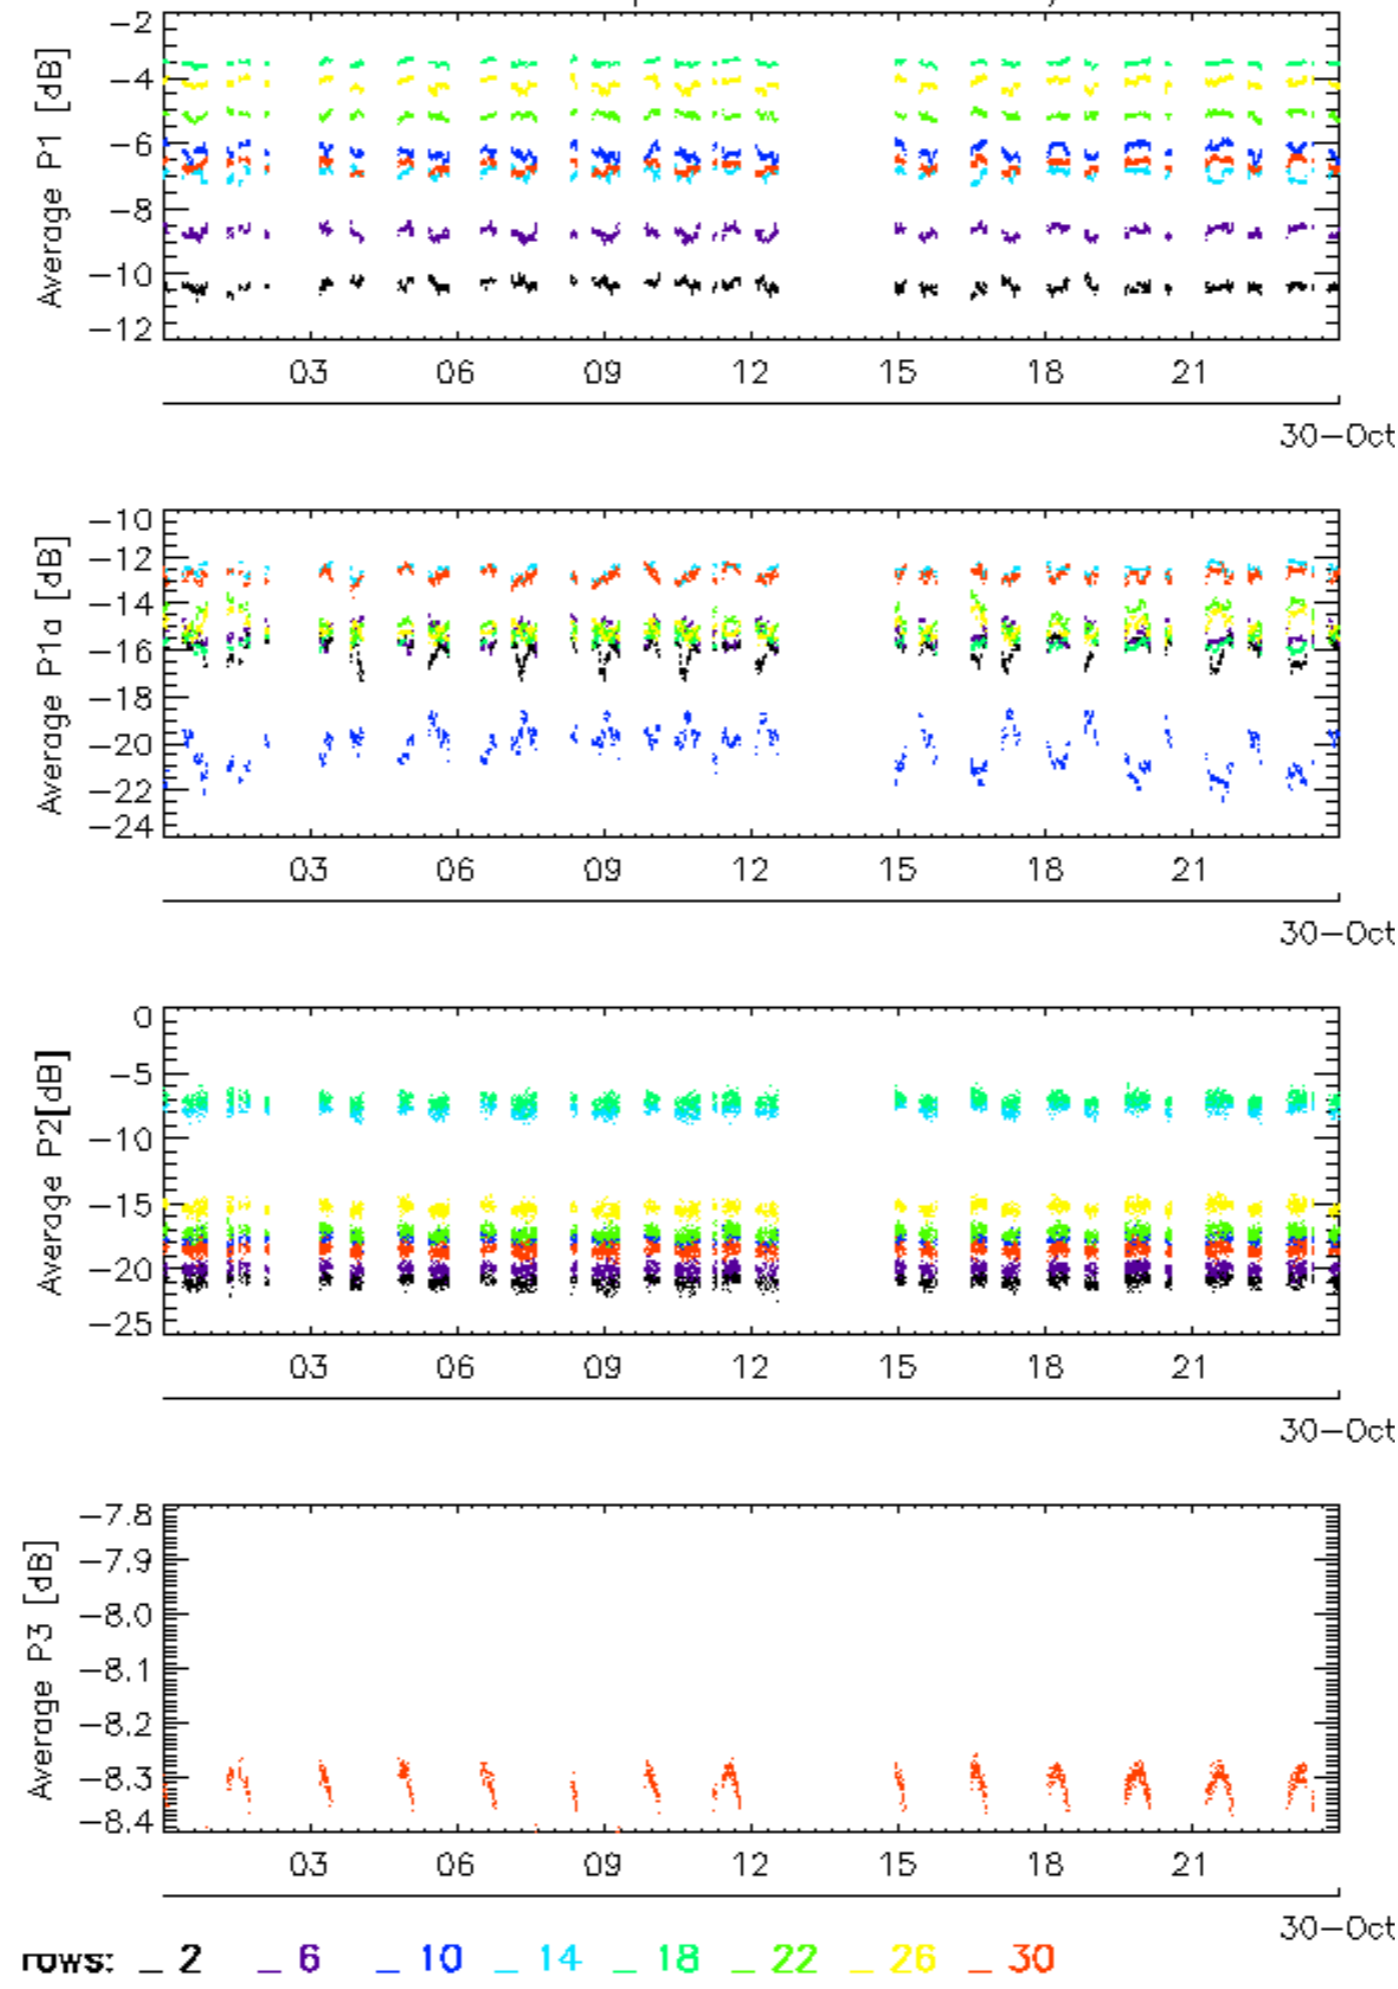 Average P1 [dB]
-2
-4
-6
-8
-10
-12
03 06 09 12 15 18 21
30-Oct
Average P1a [dB]
-10
-12
-14
-16
-18
-20
-22
-24
03 06 09 12 15 18 21
30-Oct
Average P2[dB]
0
-5
-10
-15
-20
-25
03 06 09 12 15 18 21
30-Oct
Average P3 [dB]
-7.8
-7.9
-8.0
-8.1
-8.2
-8.3
-8.4
03 06 09 12 15 18 21
30-Oct
rows: _ 2 _ 6 _ 10 _ 14 _ 18 _ 22 _ 26 _ 30